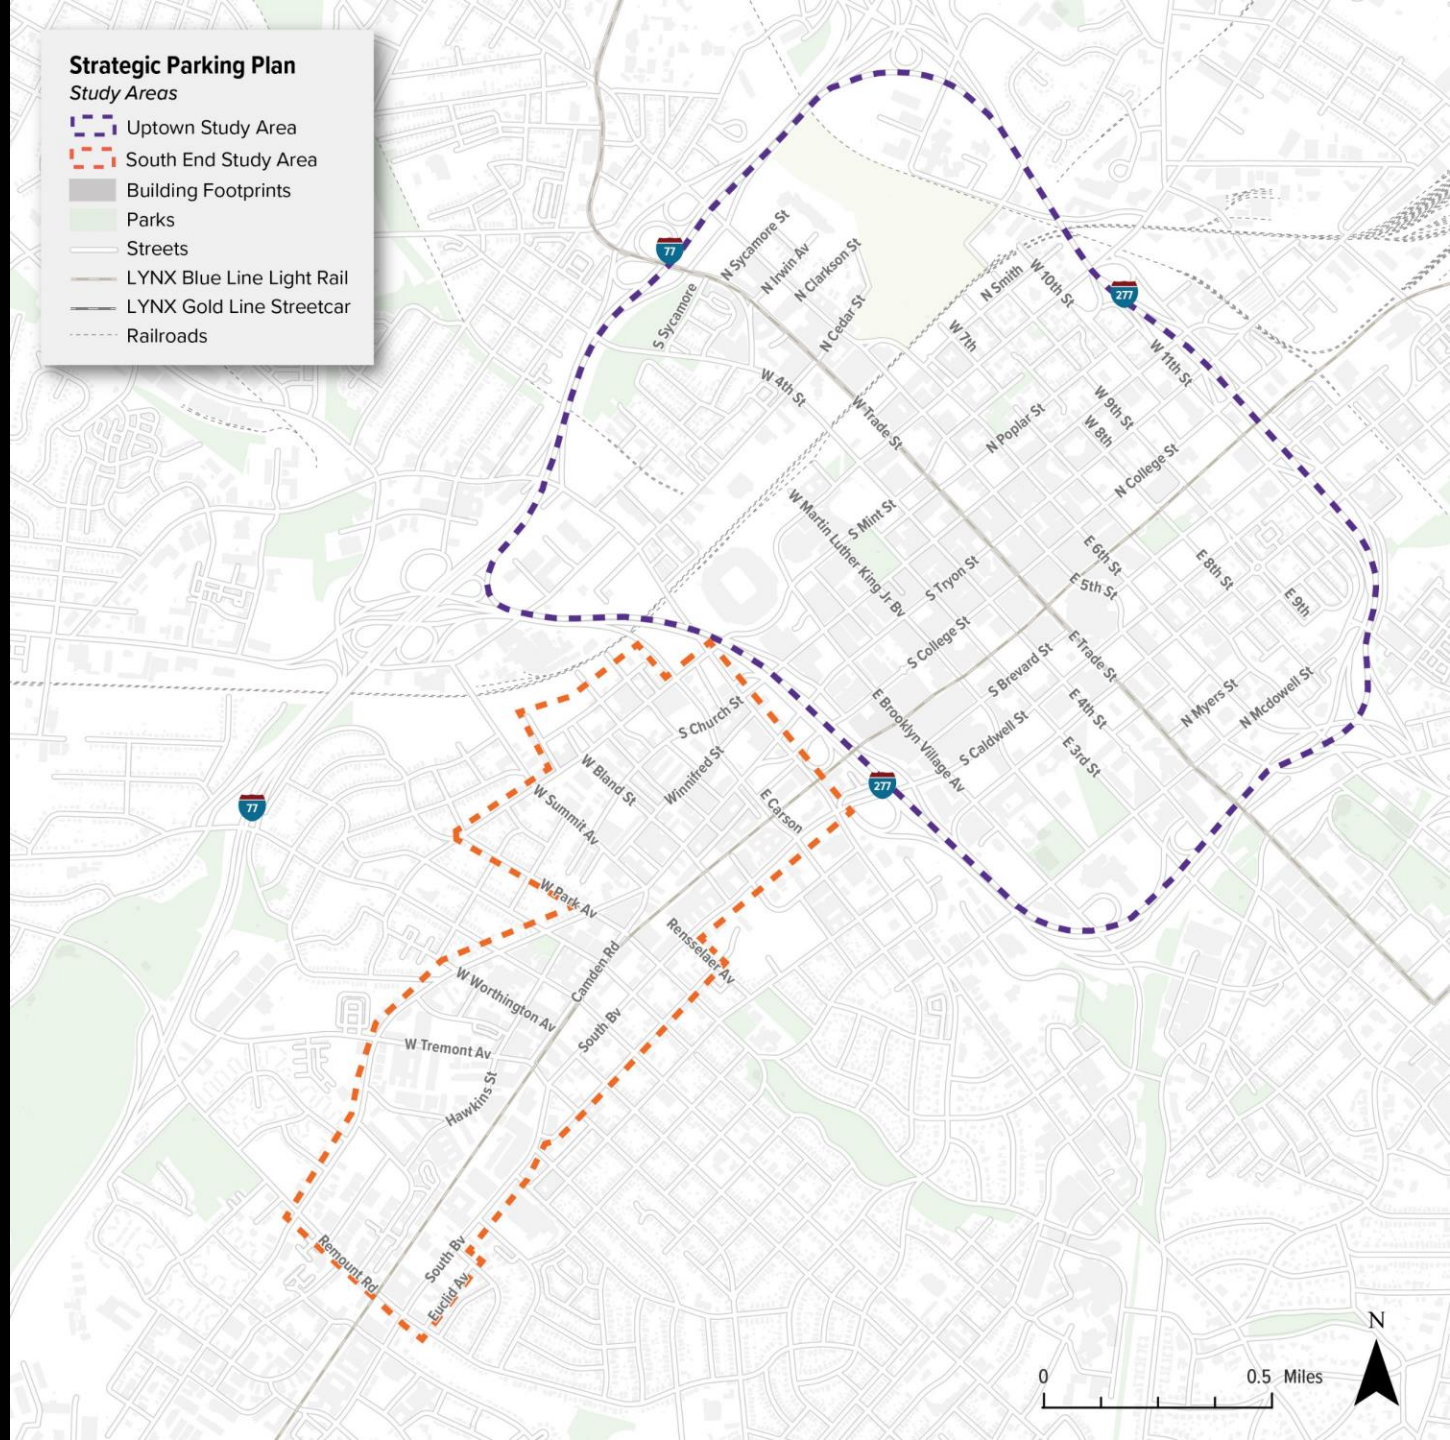 Strategic Parking Plan
Study Areas
Uptown Study Area
South End Study Area
Building Footprints
Parks
Streets
LYNX Blue Line Light Rail
LYNX Gold Line Streetcar
Railroads
77
N Sycamore St
N Irwin Av
N Clarkson St
S Sycamore
N Cedar St
N Smith
W 10th St
277
W 7th
W 11th St
W 4th St
W Trade St
N Poplar St
W 9th St
W 8th
N College St
W Martin Luther King Jr Bv
S Mint St
S Tryon St
E 6th St
E 5th St
E 8th St
E 9th
S College St
S Brevard St
E Trade St
E Brooklyn Village Av
S Caldwell St
E 4th St
E 3rd St
N Myers St
N Mcdowell St
S Church St
W Bland St
Winnifred St
277
77
W Summit Av
E Carson
W Park Av
Rensselaer Av
Camden Rd
W Worthington Av
South Bv
W Tremont Av
Hawkins St
Remount Rd
South Bv
Euclid Av
N
0 0.5 Miles